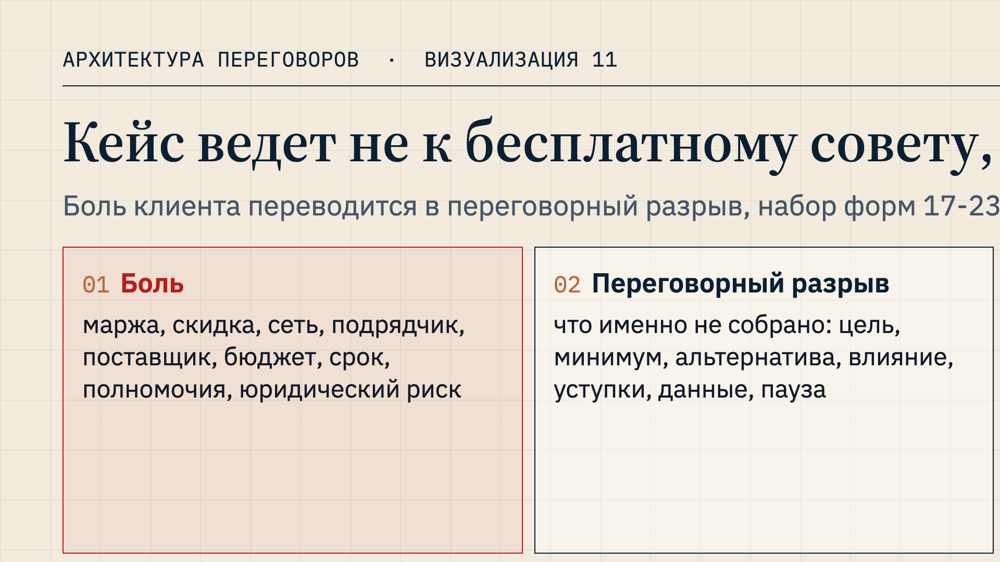 АРХИТЕКТУРА ПЕРЕГОВОРОВ · ВИЗУАЛИЗАЦИЯ 11
Кейс ведет не к бесплатному совету,
Боль клиента переводится в переговорный разрыв, набор форм 17-23
01 Боль
маржа, скидка, сеть, подрядчик,
поставщик, бюджет, срок,
полномочия, юридический риск
02 Переговорный разрыв
что именно не собрано: цель,
минимум, альтернатива, влияние,
уступки, данные, пауза